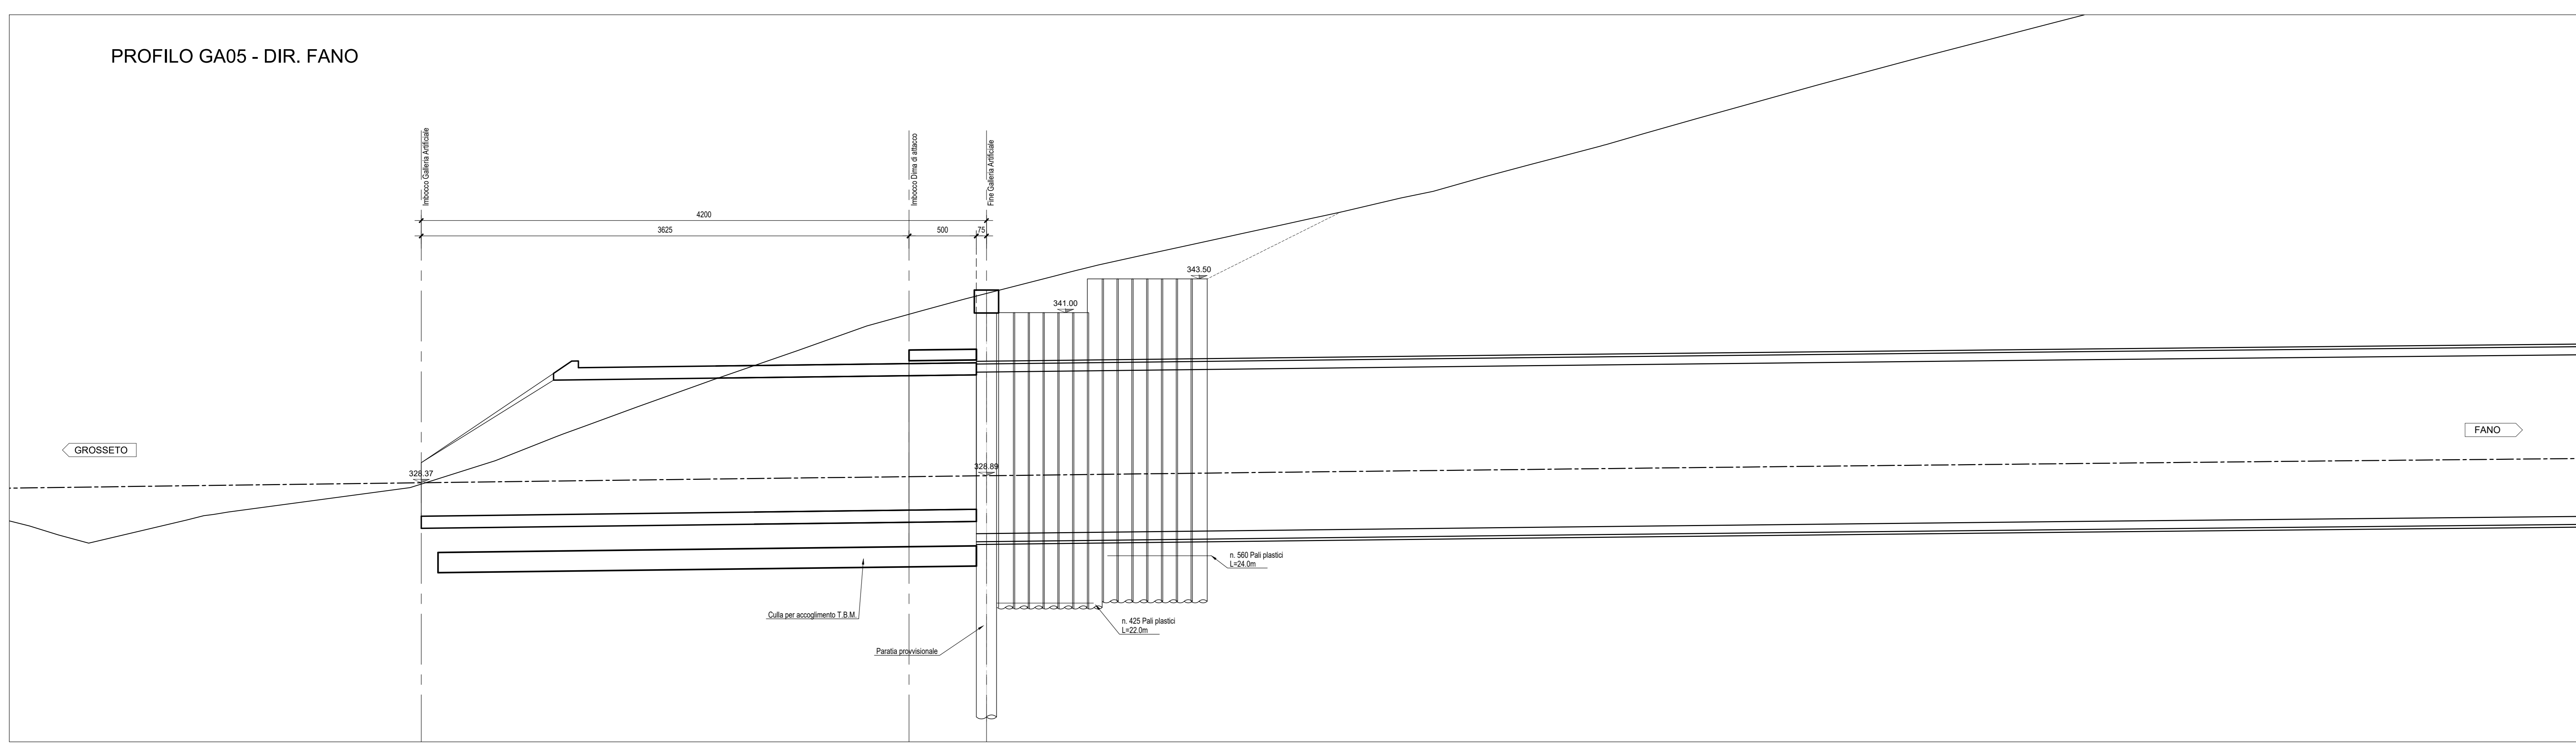 PROFILO GA05 - DIR. FANO
Imbocco Galleria Artificiale
Imbocco Dima di attacco
Fine Galleria Artificiale
4200
3625
500
75
343.50
341.00
GROSSETO
FANO
328.37
328.89
n. 560 Pali plastici
L=24.0m
Culla per accoglimento T.B.M.
n. 425 Pali plastici
L=22.0m
Paratia provvisionale